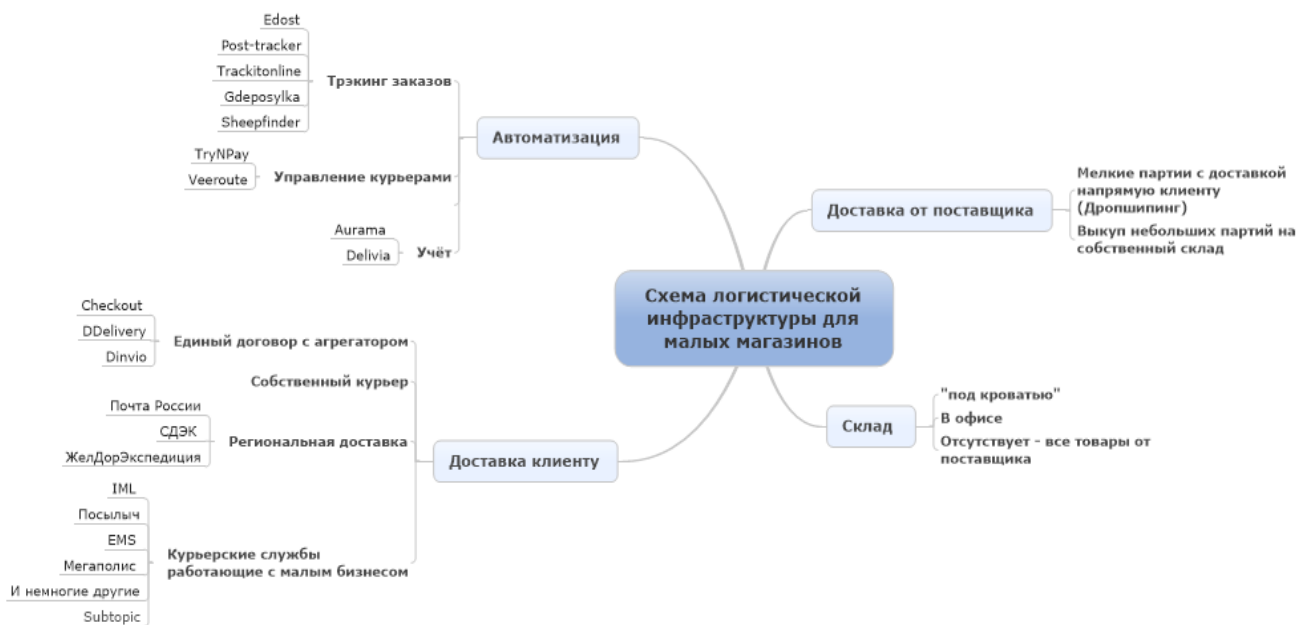 Схема логистической
инфраструктуры для
малых магазинов
Автоматизация
Трэкинг заказов
Edost
Post-tracker
Trackitonline
Gdeposylka
Sheepfinder
Управление курьерами
TryNPay
Veeroute
Учёт
Aurama
Delivia
Доставка от поставщика
Мелкие партии с доставкой
напрямую клиенту
(Дропшипинг)
Выкуп небольших партий на
собственный склад
Склад
"под кроватью"
В офисе
Отсутствует - все товары от
поставщика
Доставка клиенту
Единый договор с агрегатором
Checkout
DDelivery
Dinvio
Собственный курьер
Региональная доставка
Почта России
СДЭК
ЖелДорЭкспедиция
Курьерские службы
работающие с малым бизнесом
IML
Посылыч
EMS
Мегаполис
И немногие другие
Subtopic